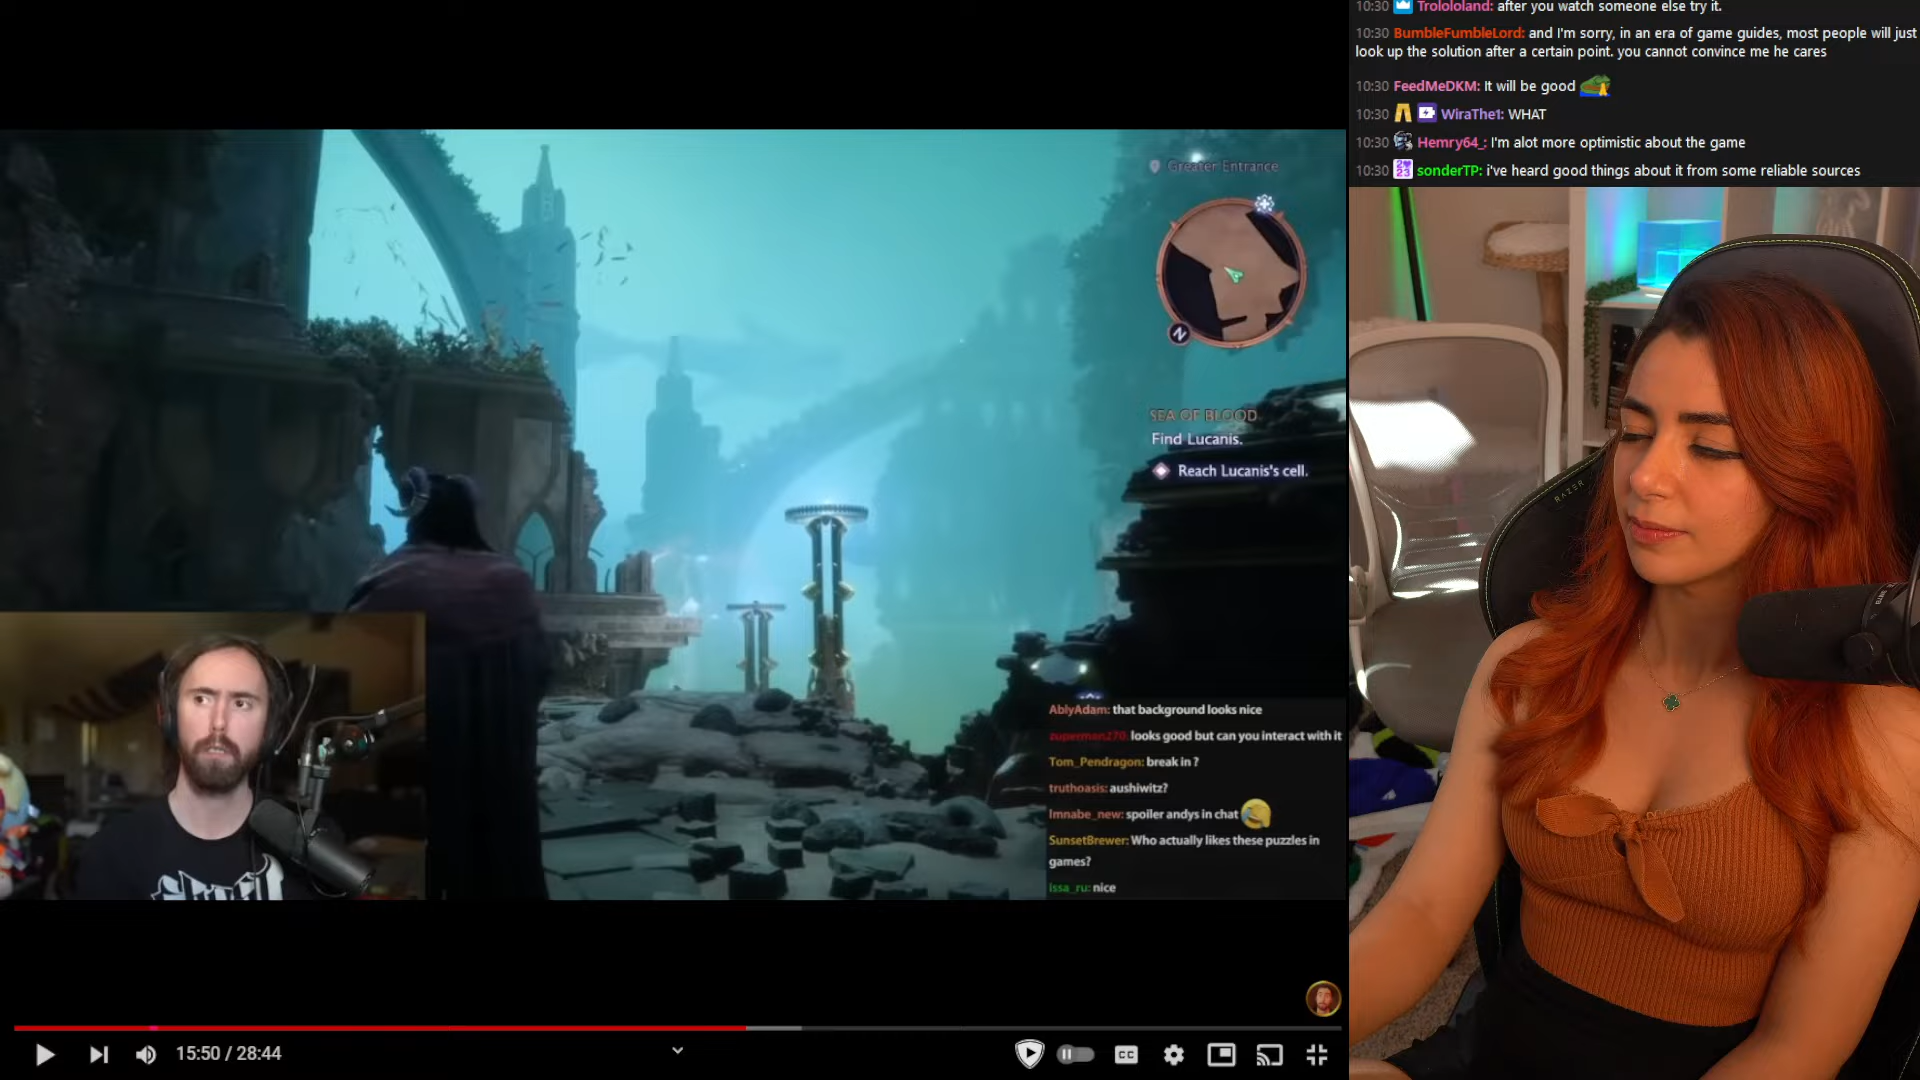 10:30 Trolololand: after you watch someone else try it.
10:30 BumbleFumbleLord: and I'm sorry, in an era of game guides, most people will just
look up the solution after a certain point. you cannot convince me he cares
10:30 FeedMeDKM: It will be good
10:30 WiraThe1: WHAT
10:30 Hemry64_: I'm alot more optimistic about the game
10:30 sonderTP: i've heard good things about it from some reliable sources
Greater Entrance
N
SEA OF BLOOD
Find Lucanis.
Reach Lucanis's cell.
RAZER
AblyAdam: that background looks nice
zuperman270: looks good but can you interact with it
Tom_Pendragon: break in ?
truthoasis: aushiwitz?
Imnabe_new: spoiler andys in chat
SunsetBrewer: Who actually likes these puzzles in
games?
issa_ru: nice
15:50 / 28:44
CC